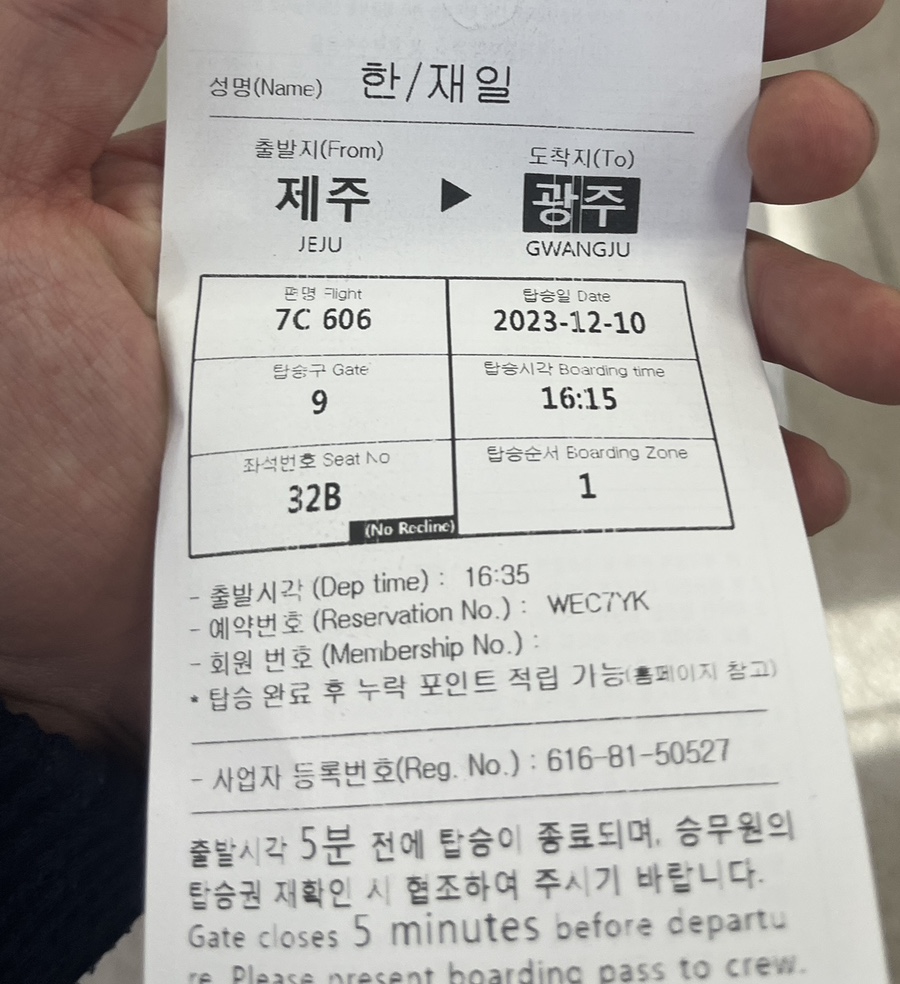 성명(Name) 한/재일
출발지(From) 도착지(To)
제주 ▶ 광주
JEJU GWANGJU
편명 Flight 탑승일 Date
7C 606 2023-12-10
탑승구 Gate 탑승시각 Boarding time
9 16:15
좌석번호 Seat No 탑승순서 Boarding Zone
32B 1
(No Recline)
- 출발시각 (Dep time) : 16:35
- 예약번호 (Reservation No.) : WEC7YK
- 회원 번호 (Membership No.) :
* 탑승 완료 후 누락 포인트 적립 가능(홈페이지 참고)
- 사업자 등록번호(Reg. No.) : 616-81-50527
출발시각 5분 전에 탑승이 종료되며, 승무원의
탑승권 재확인 시 협조하여 주시기 바랍니다.
Gate closes 5 minutes before departu
re. Please present boarding pass to crew.